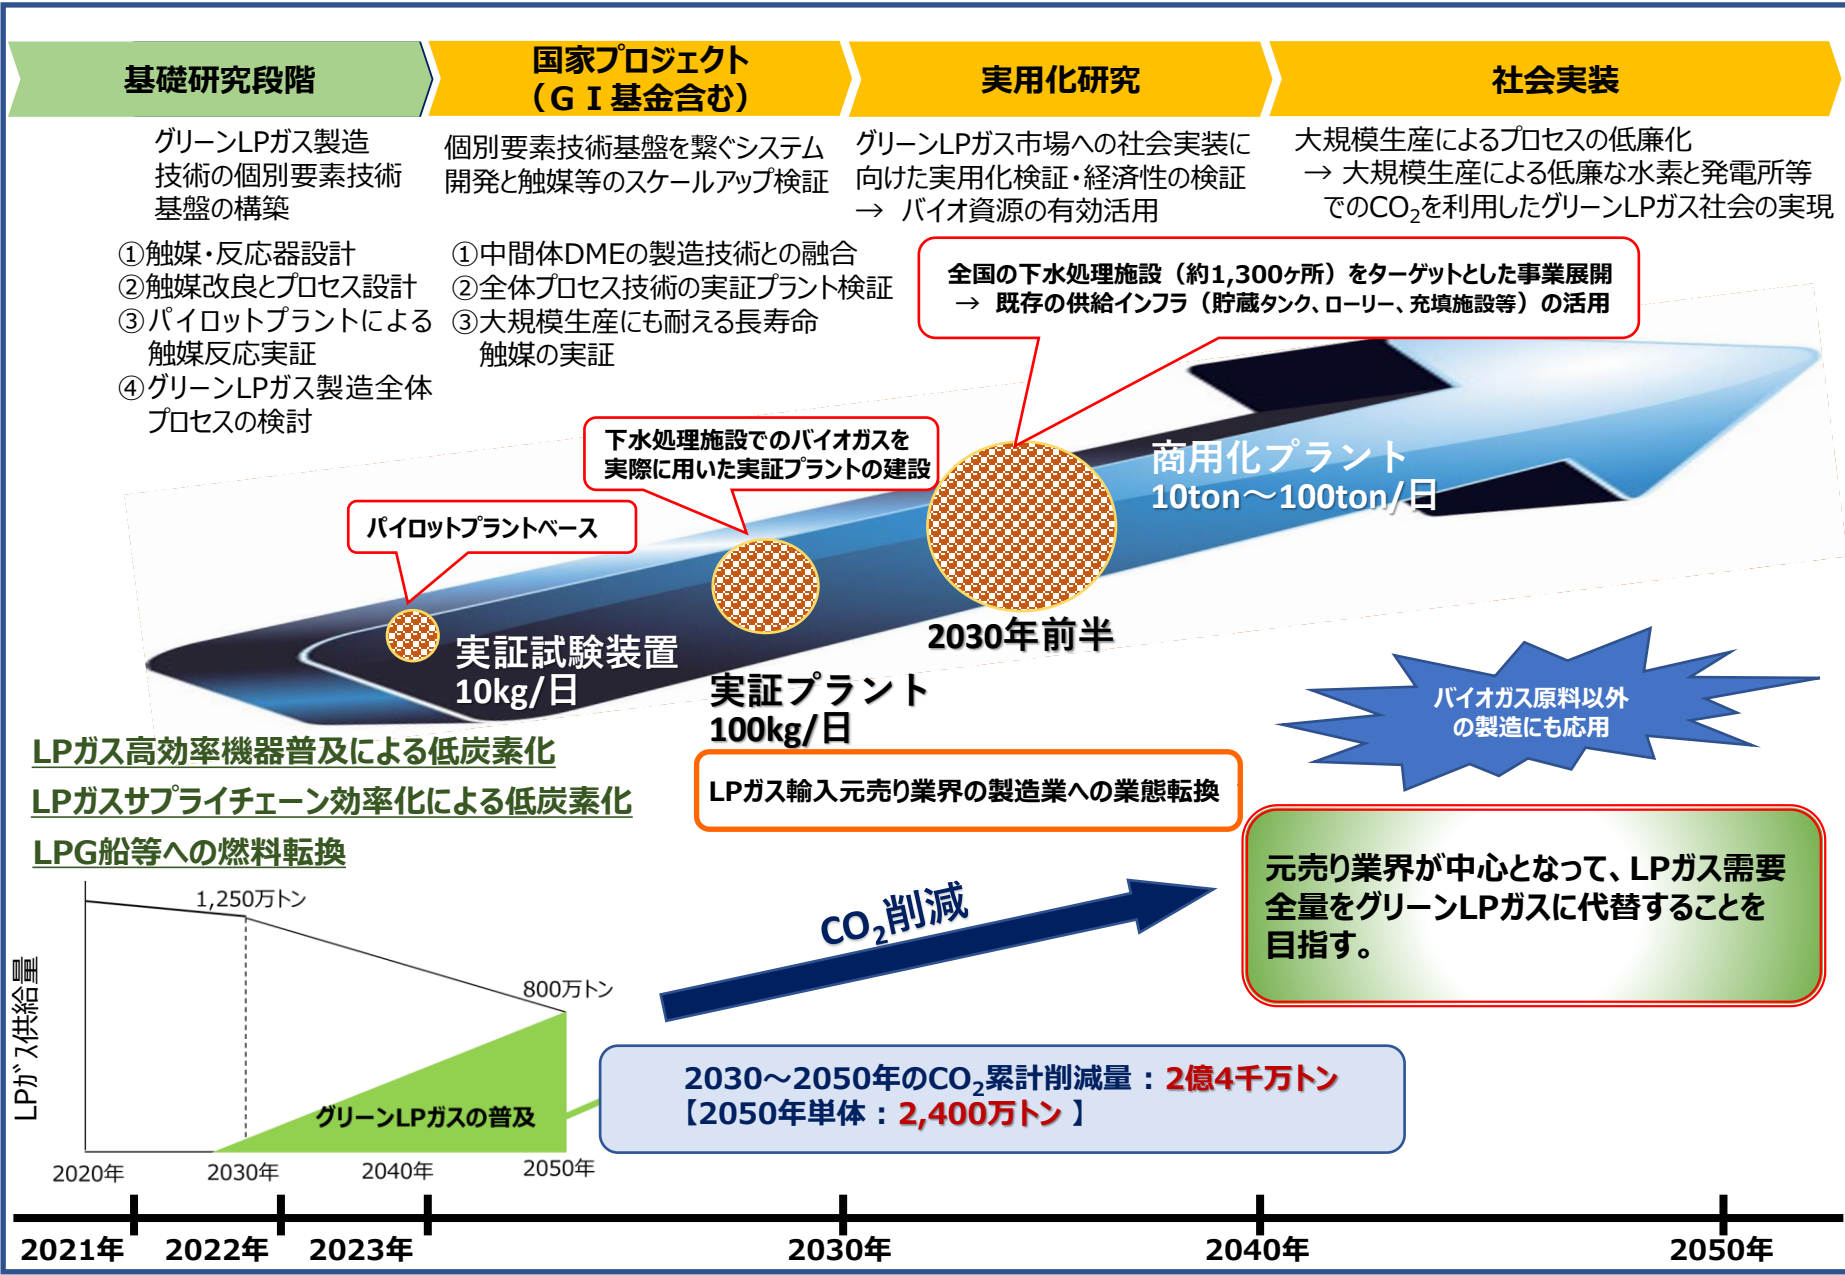 基礎研究段階
国家プロジェクト
(GI基金含む)
実用化研究
社会実装
グリーンLPガス製造
技術の個別要素技術
基盤の構築
①触媒・反応器設計
②触媒改良とプロセス設計
③パイロットプラントによる
触媒反応実証
④グリーンLPガス製造全体
プロセスの検討
個別要素技術基盤を繋ぐシステム
開発と触媒等のスケールアップ検証
①中間体DMEの製造技術との融合
②全体プロセス技術の実証プラント検証
③大規模生産にも耐える長寿命
触媒の実証
グリーンLPガス市場への社会実装に
向けた実用化検証・経済性の検証
→ バイオ資源の有効活用
大規模生産によるプロセスの低廉化
→ 大規模生産による低廉な水素と発電所等
でのCO₂を利用したグリーンLPガス社会の実現
全国の下水処理施設（約1,300ヶ所）をターゲットとした事業展開
→ 既存の供給インフラ（貯蔵タンク、ローリー、充填施設等）の活用
下水処理施設でのバイオガスを
実際に用いた実証プラントの建設
パイロットプラントベース
商用化プラント
10ton～100ton/日
2030年前半
実証試験装置
10kg/日
実証プラント
100kg/日
バイオガス原料以外
の製造にも応用
LPガス高効率機器普及による低炭素化
LPガスサプライチェーン効率化による低炭素化
LPG船等への燃料転換
LPガス輸入元売り業界の製造業への業態転換
元売り業界が中心となって、LPガス需要
全量をグリーンLPガスに代替することを
目指す。
CO₂削減
LPガス供給量
1,250万トン
800万トン
グリーンLPガスの普及
2020年
2030年
2040年
2050年
2030～2050年のCO₂累計削減量：2億4千万トン
【2050年単体：2,400万トン 】
2021年
2022年
2023年
2030年
2040年
2050年